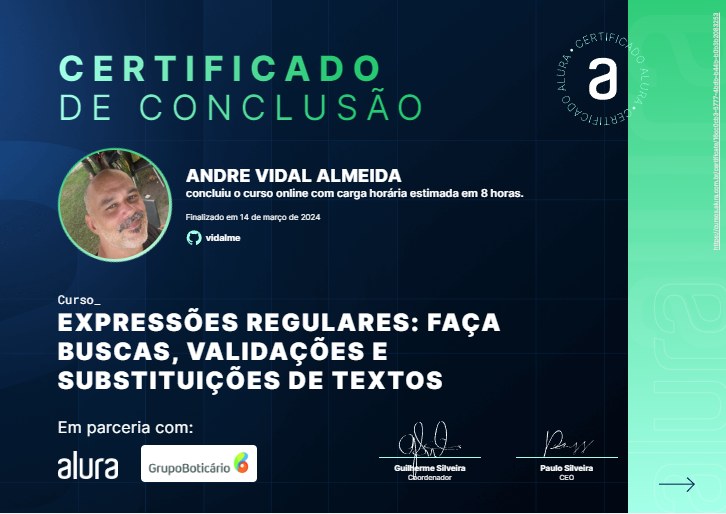 CERTIFICADO
DE CONCLUSÃO
CERTIFICADO ALURA • CERTIFICADO ALURA •
a
ANDRE VIDAL ALMEIDA
concluiu o curso online com carga horária estimada em 8 horas.
Finalizado em 14 de março de 2024
vidalme
Curso_
EXPRESSÕES REGULARES: FAÇA
BUSCAS, VALIDAÇÕES E
SUBSTITUIÇÕES DE TEXTOS
Em parceria com:
alura
GrupoBoticário
Guilherme Silveira
Coordenador
Paulo Silveira
CEO
alura